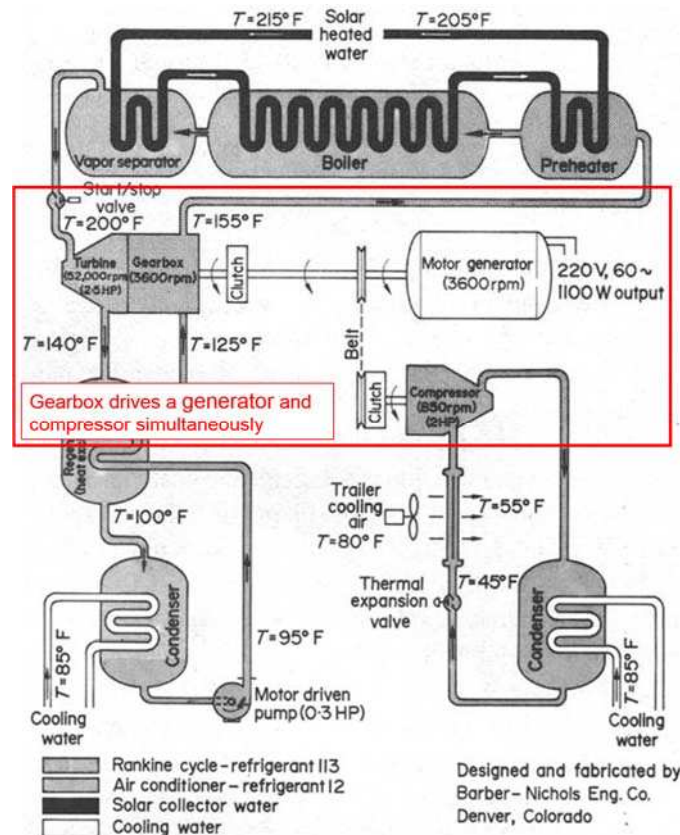 T=215°F
Solar
heated
water
T=205°F
Vapor separator
Boiler
Preheater
Start/stop
valve
T=200°F
T=155°F
Turbine
(52,000rpm)
(2·5HP)
Gearbox
(3600rpm)
Clutch
Motor generator
(3600rpm)
220V, 60~
1100W output
T=140°F
T=125°F
Belt
Gearbox drives a generator and
compressor simultaneously
Clutch
Compressor
(850rpm)
(2HP)
T=100°F
Trailer
cooling
air
T=80°F
T=55°F
T=45°F
Thermal
expansion
valve
Condenser
T=95°F
T=85°F
Cooling
water
Motor driven
pump (0·3 HP)
Condenser
T=85°F
Cooling
water
Rankine cycle-refrigerant 113
Air conditioner-refrigerant 12
Solar collector water
Cooling water
Designed and fabricated by
Barber-Nichols Eng. Co.
Denver, Colorado